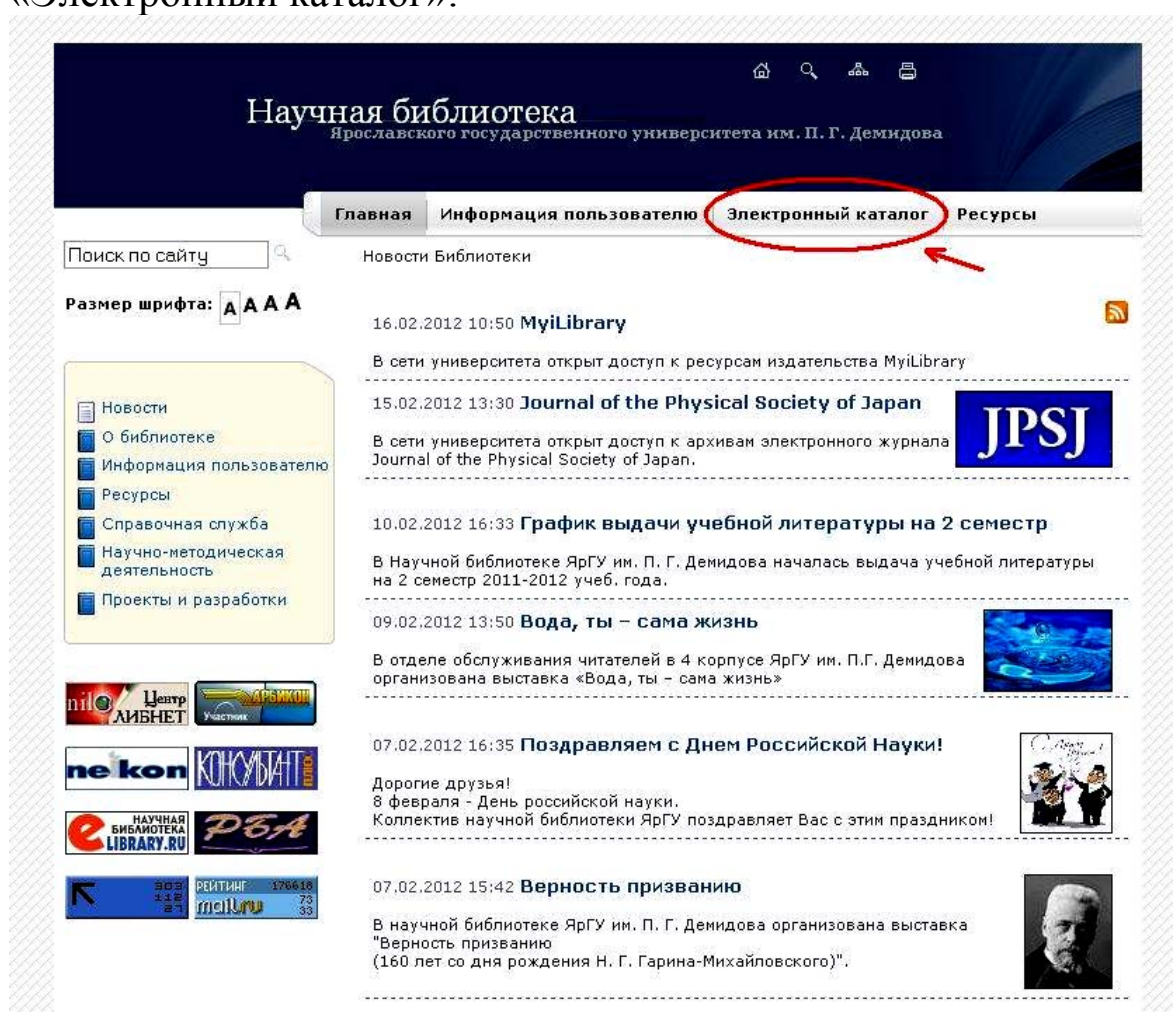 «Электронный каталог».
Научная библиотека
Ярославского государственного университета им. П. Г. Демидова
Главная Информация пользователю Электронный каталог Ресурсы
Поиск по сайту
Новости Библиотеки
Размер шрифта: A A A A
16.02.2012 10:50 MyiLibrary
В сети университета открыт доступ к ресурсам издательства MyiLibrary
Новости
О библиотеке
Информация пользователю
Ресурсы
Справочная служба
Научно-методическая
деятельность
Проекты и разработки
15.02.2012 13:30 Journal of the Physical Society of Japan
JPSJ
В сети университета открыт доступ к архивам электронного журнала
Journal of the Physical Society of Japan.
10.02.2012 16:33 График выдачи учебной литературы на 2 семестр
В Научной библиотеке ЯрГУ им. П. Г. Демидова началась выдача учебной литературы
на 2 семестр 2011-2012 учеб. года.
09.02.2012 13:50 Вода, ты – сама жизнь
В отделе обслуживания читателей в 4 корпусе ЯрГУ им. П.Г. Демидова
организована выставка «Вода, ты – сама жизнь»
nilc Центр
ЛИБНЕТ
АРБИКОН
Участник
neikon
КОНСУЛЬТАНТ ПЛЮС
НАУЧНАЯ
БИБЛИОТЕКА
eLIBRARY.RU
РБА
303
112
27
РЕЙТИНГ 176618
mail.ru 73
33
07.02.2012 16:35 Поздравляем с Днем Российской Науки!
Дорогие друзья!
8 февраля - День российской науки.
Коллектив научной библиотеки ЯрГУ поздравляет Вас с этим праздником!
07.02.2012 15:42 Верность призванию
В научной библиотеке ЯрГУ им. П. Г. Демидова организована выставка
"Верность призванию
(160 лет со дня рождения Н. Г. Гарина-Михайловского)".